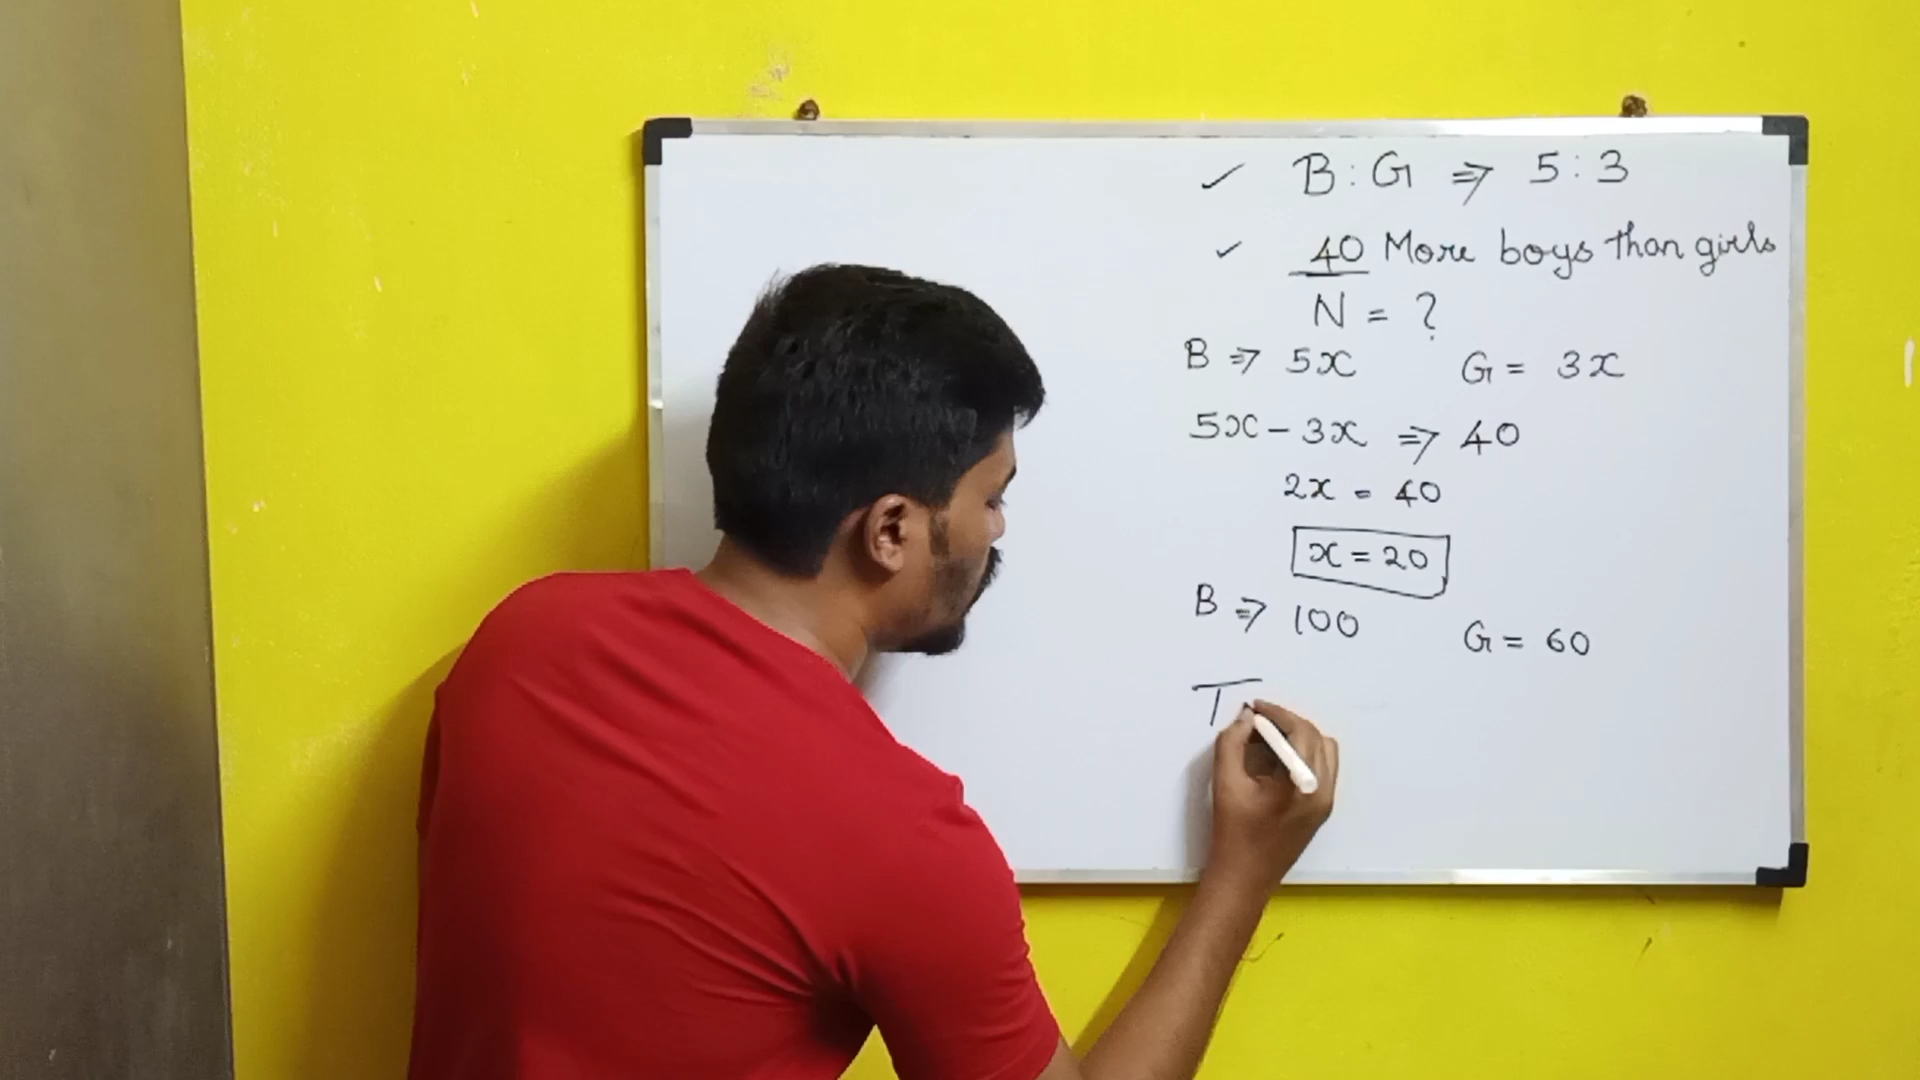 ✓ B : G ⇒ 5 : 3
✓ 40 More boys than girls
N = ?
B ⇒ 5x G = 3x
5x - 3x ⇒ 40
2x = 40
x = 20
B ⇒ 100 G = 60
T